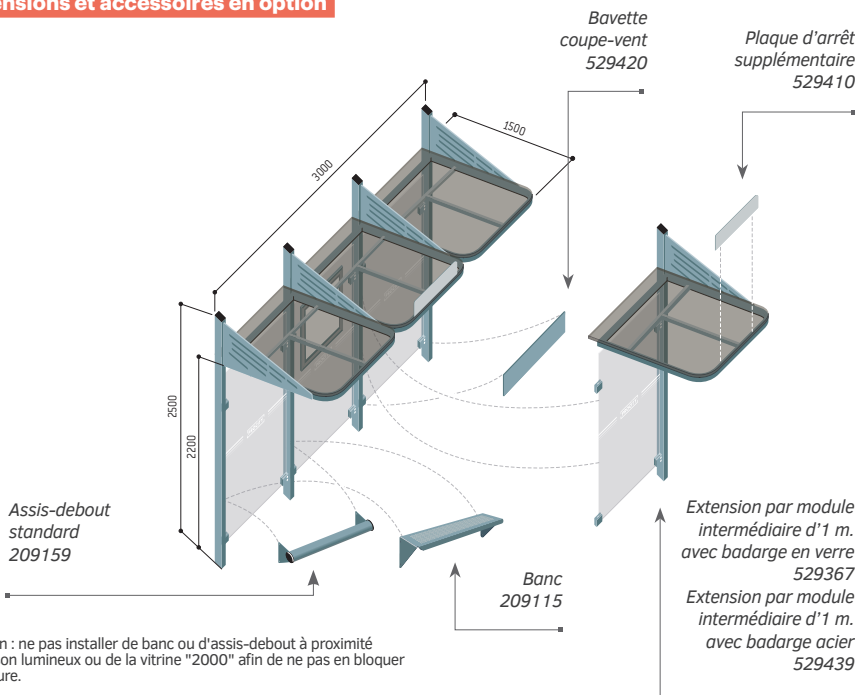 ensions et accessoires en option
Bavette
coupe-vent
529420
Plaque d'arrêt
supplémentaire
529410
1500
3000
2500
2200
Assis-debout
standard
209159
Banc
209115
Extension par module
intermédiaire d'1 m.
avec badarge en verre
529367
Extension par module
intermédiaire d'1 m.
avec badarge acier
529439
n : ne pas installer de banc ou d'assis-debout à proximité
on lumineux ou de la vitrine "2000" afin de ne pas en bloquer
ure.